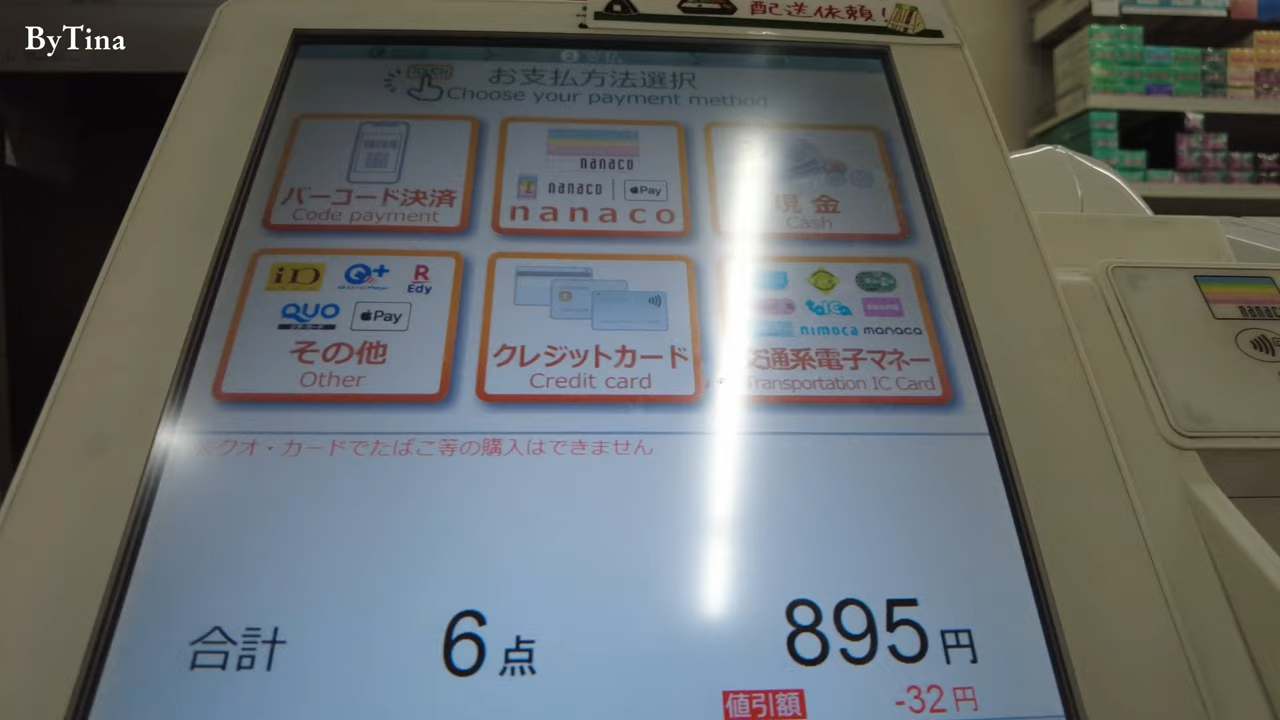 ByTina
配送依頼!
お支払方法選択
Choose your payment method
バーコード決済
Code payment
nanaco
nanaco
Pay
nanaco
現金
Cash
iD
Q+
R Edy
QUO
Pay
その他
Other
クレジットカード
Credit card
nimoca manaca
交通系電子マネー
Transportation IC Card
※クオ・カードでたばこ等の購入はできません
合計 6点 895円
値引額 -32円